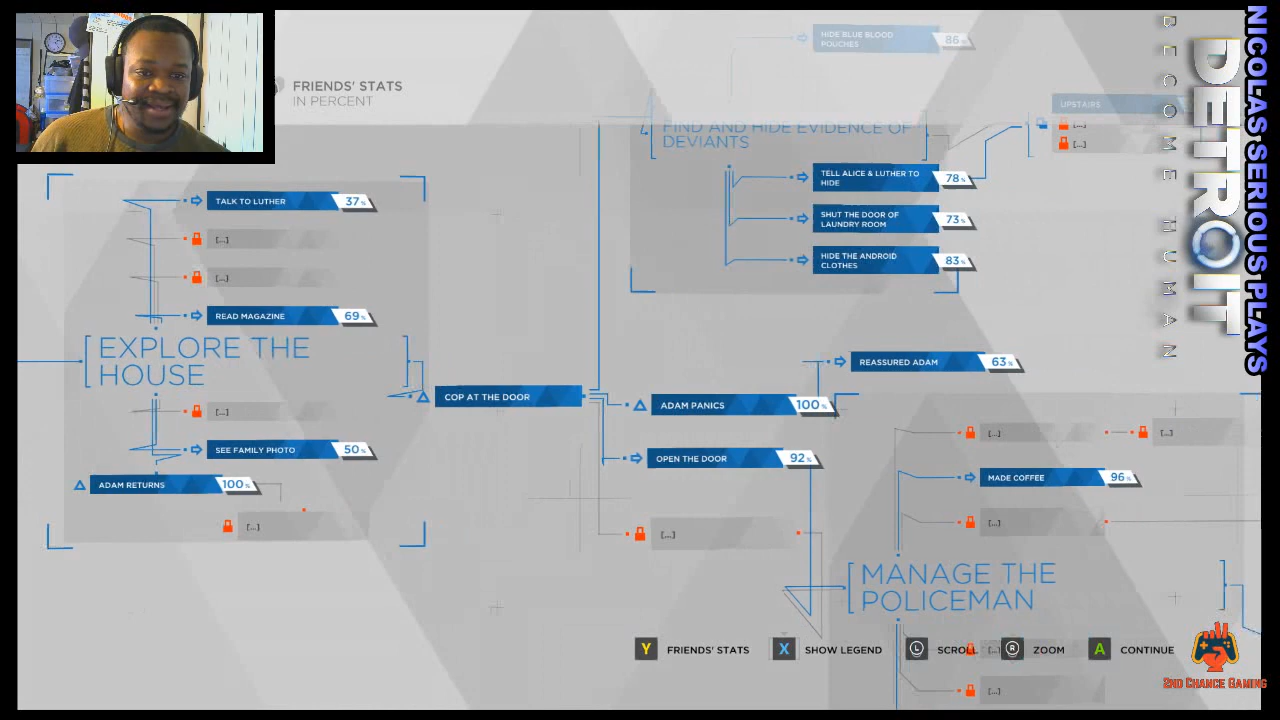 FRIENDS' STATS
IN PERCENT
HIDE BLUE BLOOD
POUCHES
86%
UPSTAIRS
[...]
[...]
FIND AND HIDE EVIDENCE OF
DEVIANTS
TELL ALICE & LUTHER TO
HIDE
78%
SHUT THE DOOR OF
LAUNDRY ROOM
73%
HIDE THE ANDROID
CLOTHES
83%
TALK TO LUTHER 37%
[...]
[...]
READ MAGAZINE 69%
EXPLORE THE
HOUSE
[...]
SEE FAMILY PHOTO 50%
ADAM RETURNS 100%
[...]
COP AT THE DOOR
ADAM PANICS 100%
REASSURED ADAM 63%
OPEN THE DOOR 92%
[...]
[...]
[...]
MADE COFFEE 96%
[...]
MANAGE THE
POLICEMAN
[...]
[...]
Y FRIENDS' STATS X SHOW LEGEND L SCROLL R ZOOM A CONTINUE
DETROIT
BECOME HUMAN
NICOLAS SERIOUS PLAYS
2ND CHANCE GAMING